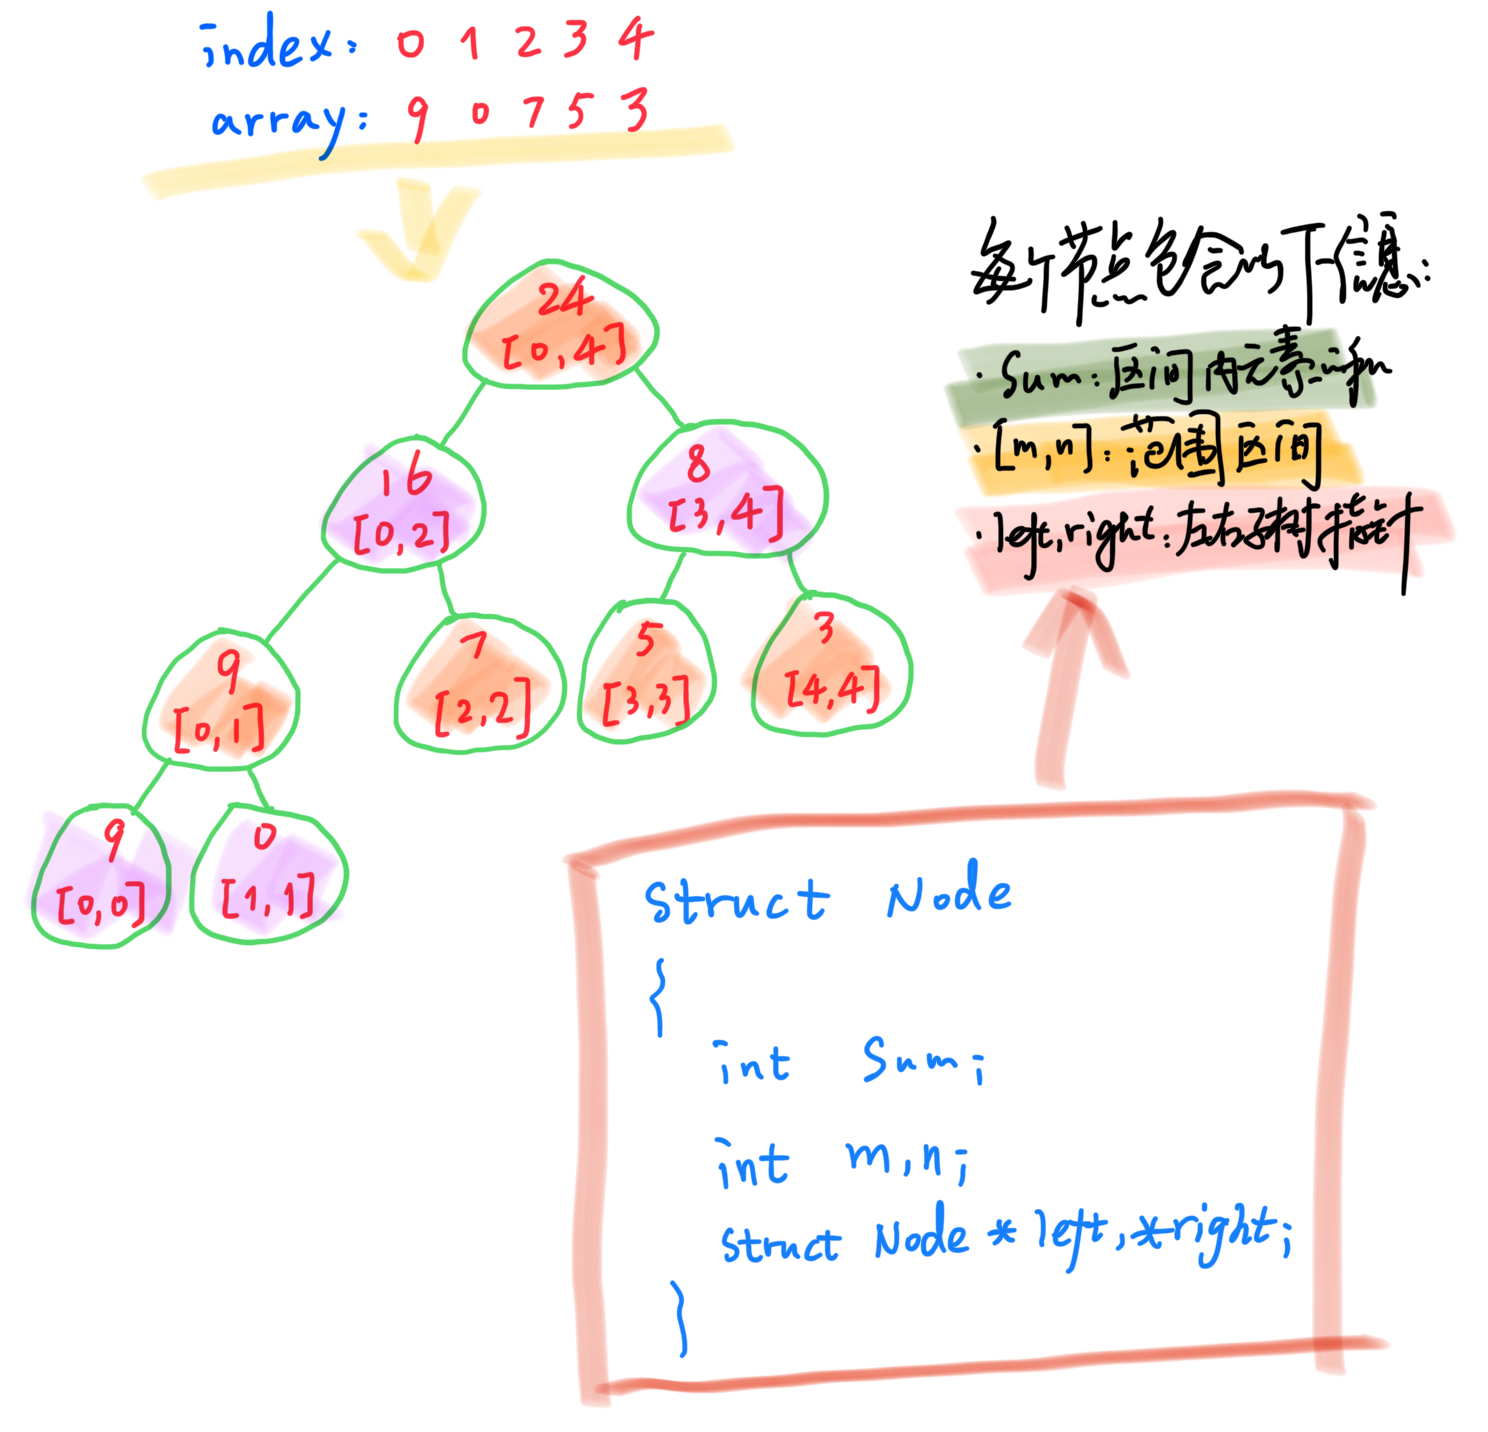 index: 0 1 2 3 4
array: 9 0 7 5 3
24
[0,4]
16
[0,2]
8
[3,4]
9
[0,1]
7
[2,2]
5
[3,3]
3
[4,4]
9
[0,0]
0
[1,1]
每个节点包含以下信息:
· Sum: 区间内元素之和
· [m,n]: 范围区间
· left,right: 左右子树指针
Struct Node
{
int Sum;
int m,n;
Struct Node * left,*right;
}